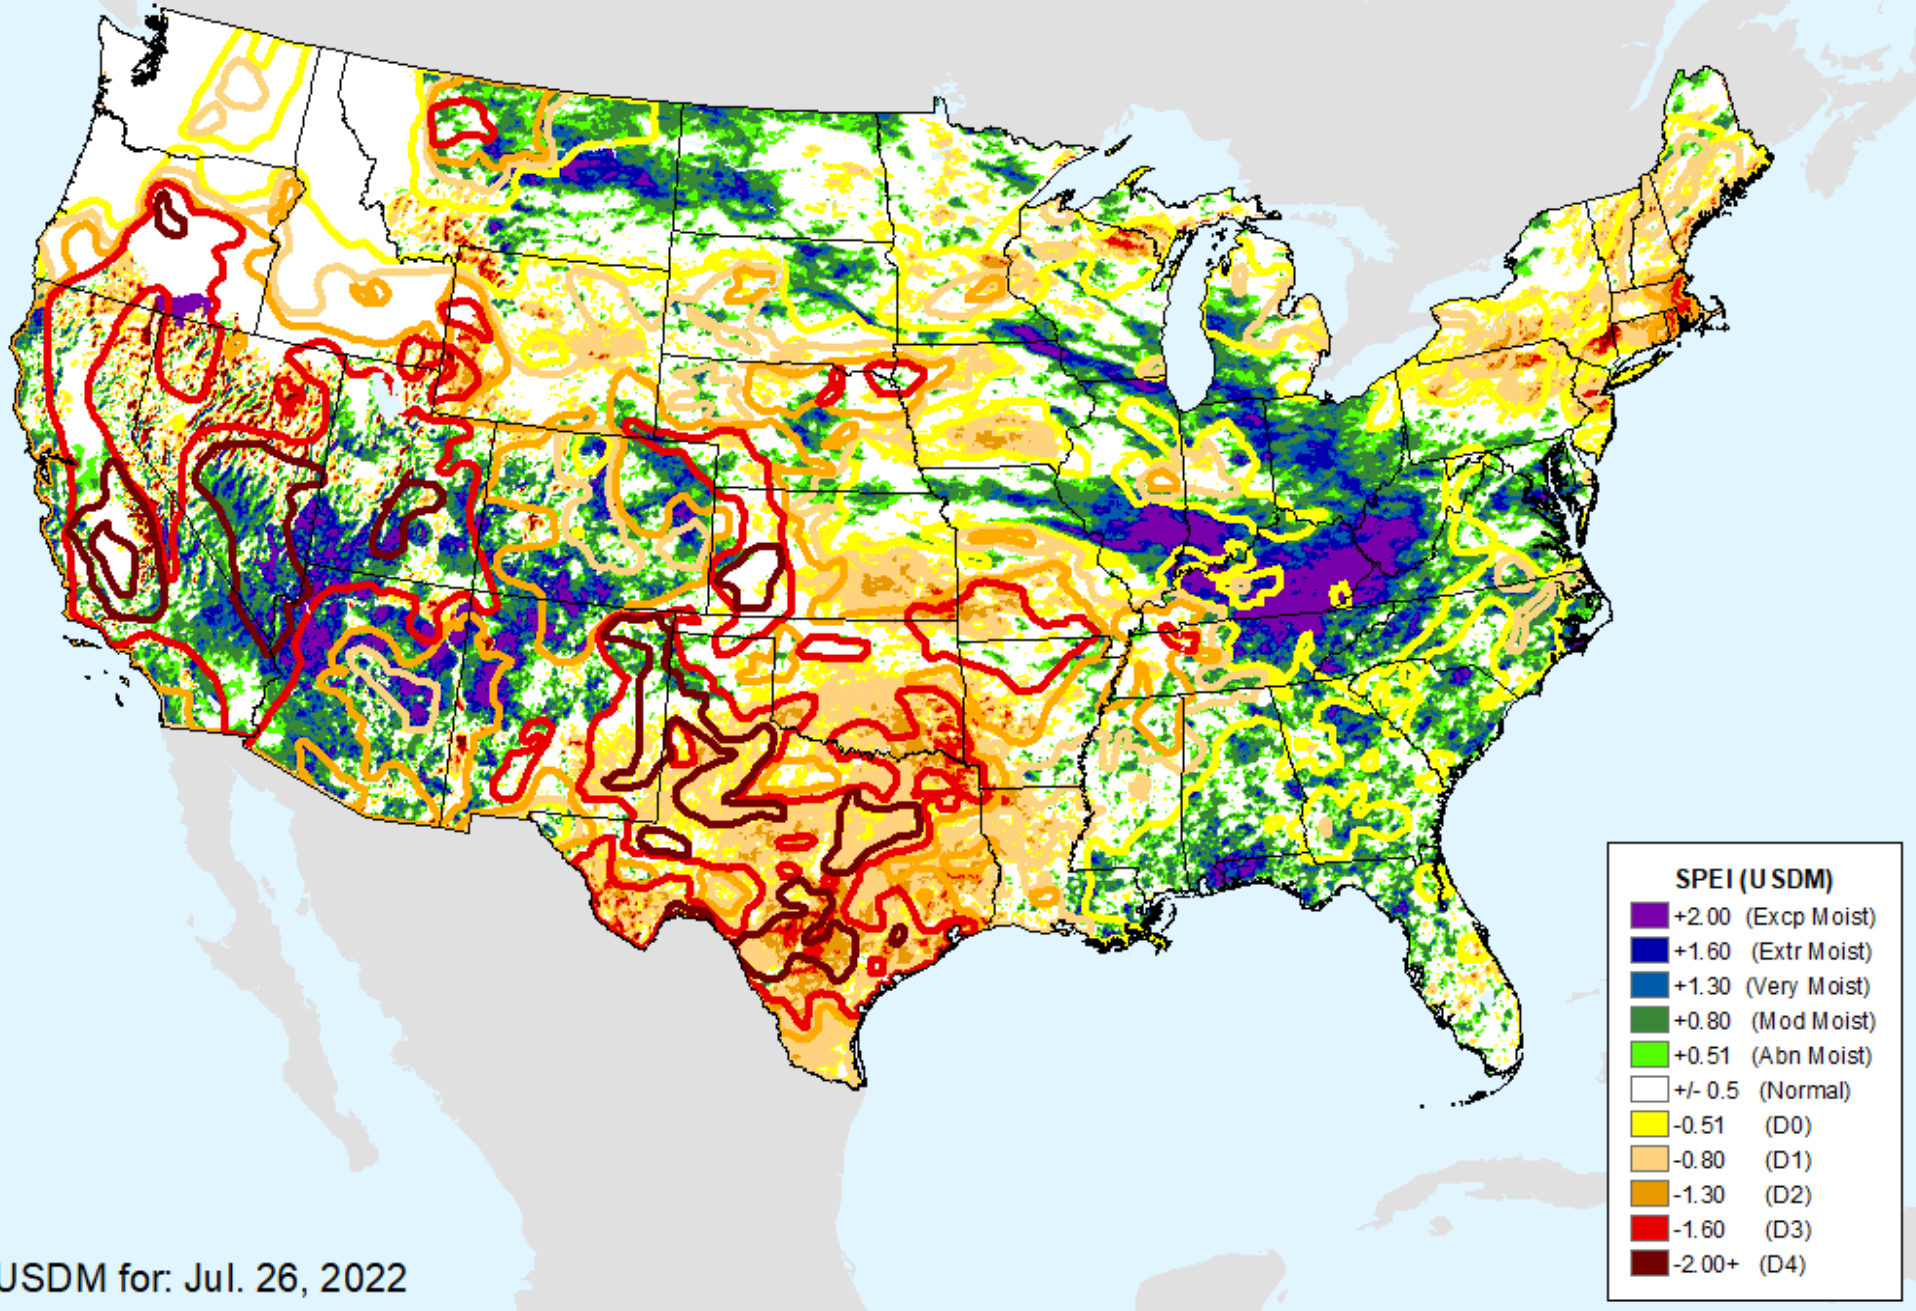 SPEI (USDM)
+2.00 (Excp Moist)
+1.60 (Extr Moist)
+1.30 (Very Moist)
+0.80 (Mod Moist)
+0.51 (Abn Moist)
+/- 0.5 (Normal)
-0.51 (D0)
-0.80 (D1)
-1.30 (D2)
-1.60 (D3)
-2.00+ (D4)
USDM for: Jul. 26, 2022